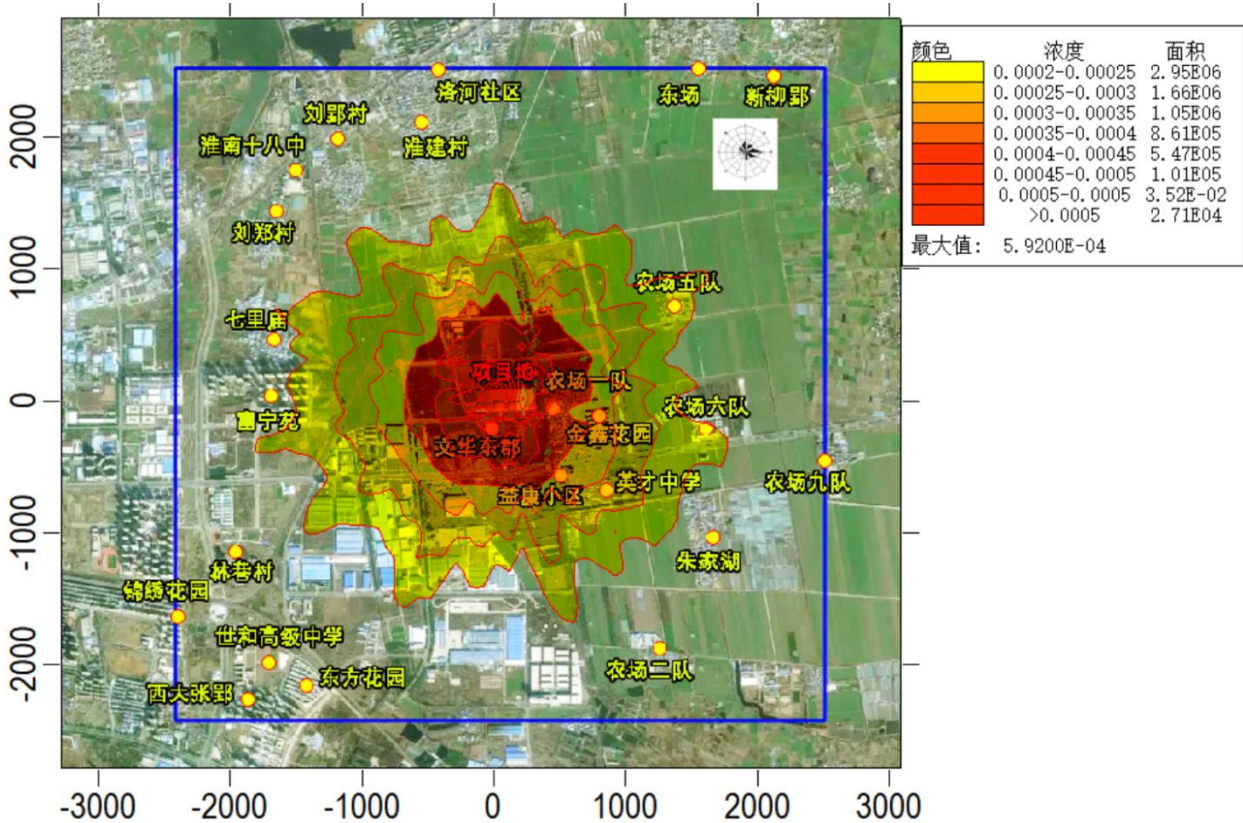 颜色 浓度 面积
0.0002-0.00025 2.95E06
0.00025-0.0003 1.66E06
0.0003-0.00035 1.05E06
0.00035-0.0004 8.61E05
0.0004-0.00045 5.47E05
0.00045-0.0005 1.01E05
0.0005-0.0005 3.52E-02
>0.0005 2.71E04
最大值: 5.9200E-04
洛河社区
东场
新柳郢
刘郢村
淮建村
淮南十八中
刘郑村
农场五队
七里庙
项目地
农场一队
富宁苑
农场六队
金鑫花园
文华东郡
农场九队
益康小区
英才中学
朱家湖
林巷村
锦绣花园
世和高级中学
东方花园
农场二队
西大张郢
2000
1000
0
-1000
-2000
-3000 -2000 -1000 0 1000 2000 3000